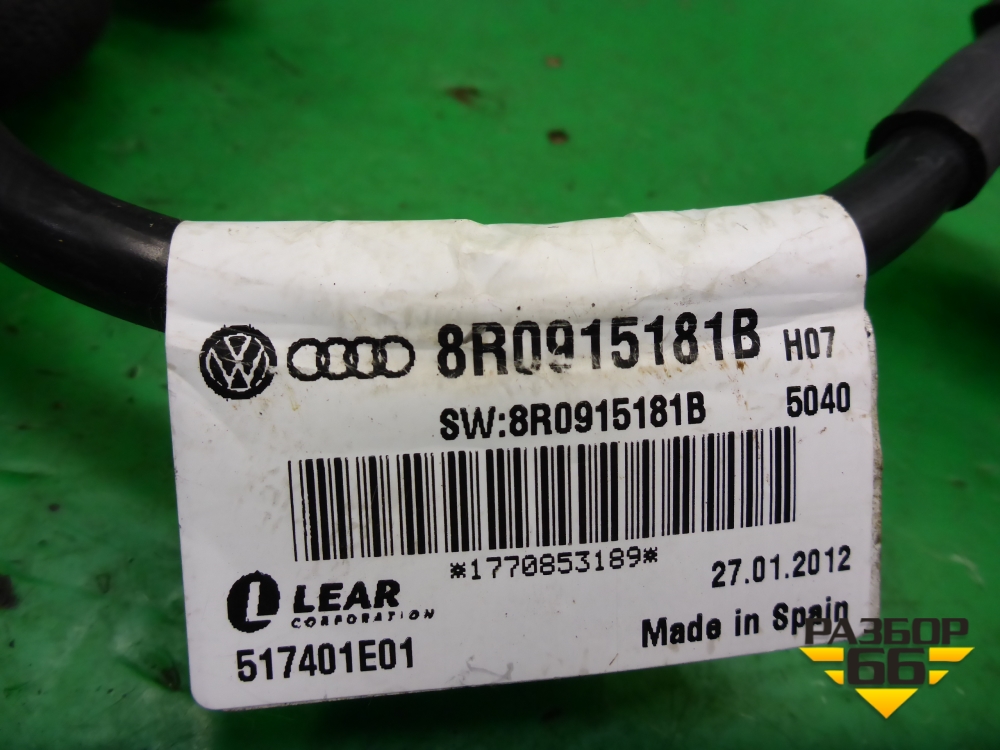 8R0915181B H07
SW:8R0915181B 5040
*1770853189*
27.01.2012
LEAR
CORPORATION
Made in Spain
517401E01
РАЗБОР
66